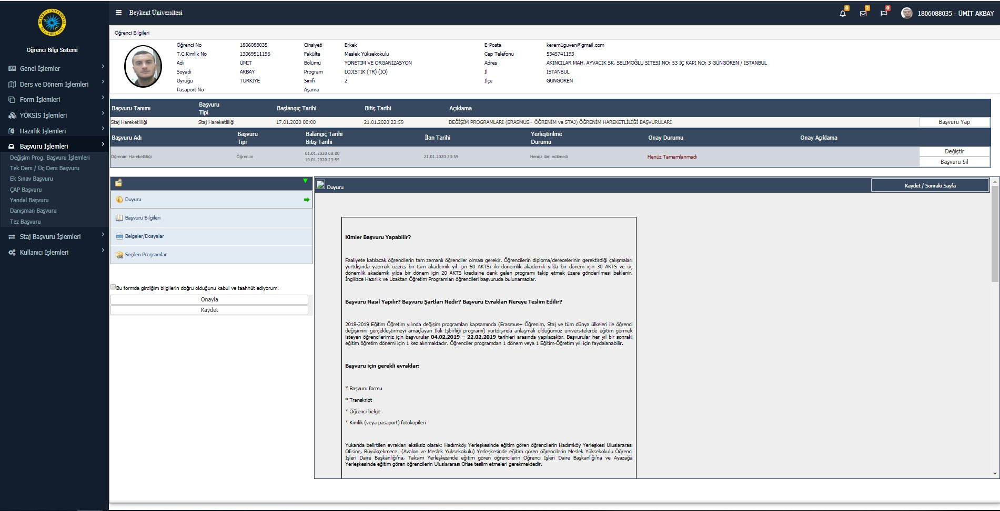 Beykent Üniversitesi
0
2
0
1806088035 - ÜMİT AKBAY
Öğrenci Bilgi Sistemi
Genel İşlemler
Ders ve Dönem İşlemleri
Form İşlemleri
YÖKSİS İşlemleri
Hazırlık İşlemleri
Başvuru İşlemleri
Değişim Prog. Başvuru İşlemleri
Tek Ders / Üç Ders Başvuru
Ek Sınav Başvuru
ÇAP Başvuru
Yandal Başvuru
Danışman Başvuru
Tez Başvuru
Staj Başvuru İşlemleri
Kullanıcı İşlemleri
Öğrenci Bilgileri
Öğrenci No 1806088035 Cinsiyeti Erkek E-Posta kerem1guven@gmail.com
T.C.Kimlik No 13069511196 Fakülte Meslek Yüksekokulu Cep Telefonu 5345741193
Adı ÜMİT Bölümü YÖNETİM VE ORGANİZASYON Adres AKINCILAR MAH. AYVACIK SK. SELİMOĞLU SİTESİ NO: 53 İÇ KAPI NO: 3 GÜNGÖREN / İSTANBUL
Soyadı AKBAY Program LOJİSTİK (TR) (İÖ) İl İSTANBUL
Uyruğu TÜRKİYE Sınıfı 2 İlçe GÜNGÖREN
Pasaport No Aşama
Başvuru Tanımı Başvuru Tipi Başlangıç Tarihi Bitiş Tarihi Açıklama
Staj Hareketliliği Staj Hareketliliği 17.01.2020 00:00 21.01.2020 23:59 DEĞİŞİM PROGRAMLARI (ERASMUS+ ÖĞRENİM ve STAJ) ÖĞRENİM HAREKETLİLİĞİ BAŞVURULARI Başvuru Yap
Başvuru Adı Başvuru Tipi Balangıç Tarihi Bitiş Tarihi İlan Tarihi Yerleştirilme Durumu Onay Durumu Onay Açıklama
Öğrenim Hareketliliği Öğrenim 01.01.2020 00:00 19.01.2020 23:59 21.01.2020 23:59 Henüz ilan edilmedi Henüz Tamamlanmadı
Değiştir
Başvuru Sil
Duyuru
Başvuru Bilgileri
Belgeler/Dosyalar
Seçilen Programlar
Bu formda girdiğim bilgilerin doğru olduğunu kabul ve taahhüt ediyorum.
Onayla
Kaydet
Duyuru
Kaydet / Sonraki Sayfa
Kimler Başvuru Yapabilir?
Faaliyete katılacak öğrencilerin tam zamanlı öğrenciler olması gerekir. Öğrencilerin diploma/derecelerinin gerektirdiği çalışmaları
yurtdışında yapmak üzere, bir tam akademik yıl için 60 AKTS; iki dönemlik akademik yılda bir dönem için 30 AKTS ve üç
dönemlik akademik yılda bir dönem için 20 AKTS kredisine denk gelen programı takip etmek üzere gönderilmesi beklenir.
İngilizce Hazırlık ve Uzaktan Öğretim Programları öğrencileri başvuruda bulunamazlar.
Başvuru Nasıl Yapılır? Başvuru Şartları Nedir? Başvuru Evrakları Nereye Teslim Edilir?
2018-2019 Eğitim Öğretim yılında değişim programları kapsamında (Erasmus+ Öğrenim, Staj ve tüm dünya ülkeleri ile öğrenci
değişimini gerçekleştirmeyi amaçlayan İkili İşbirliği programı) yurtdışında anlaşmalı olduğumuz üniversitelerde eğitim görmek
isteyen öğrencilerimiz için başvurular 04.02.2019 – 22.02.2019 tarihleri arasında yapılacaktır. Başvurular her yıl bir sonraki
eğitim öğretim dönemi için 1 kez alınmaktadır. Öğrenciler programdan 1 dönem veya 1 Eğitim-Öğretim yılı için faydalanabilir.
Başvuru için gerekli evraklar:
* Başvuru formu
* Transkript
* Öğrenci belge
* Kimlik (veya pasaport) fotokopileri
Yukarıda belirtilen evrakları eksiksiz olarak; Hadımköy Yerleşkesinde eğitim gören öğrencilerin Hadımköy Yerleşkesi Uluslararası
Ofisine, Büyükçekmece (Avalon ve Meslek Yüksekokulu) Yerleşkesinde eğitim gören öğrencilerin Meslek Yüksekokulu Öğrenci
İşleri Daire Başkanlığı'na, Taksim Yerleşkesinde eğitim gören öğrencilerin Öğrenci İşleri Daire Başkanlığı'na ve Ayazağa
Yerleşkesinde eğitim gören öğrencilerin Uluslararası Ofise teslim etmeleri gerekmektedir.